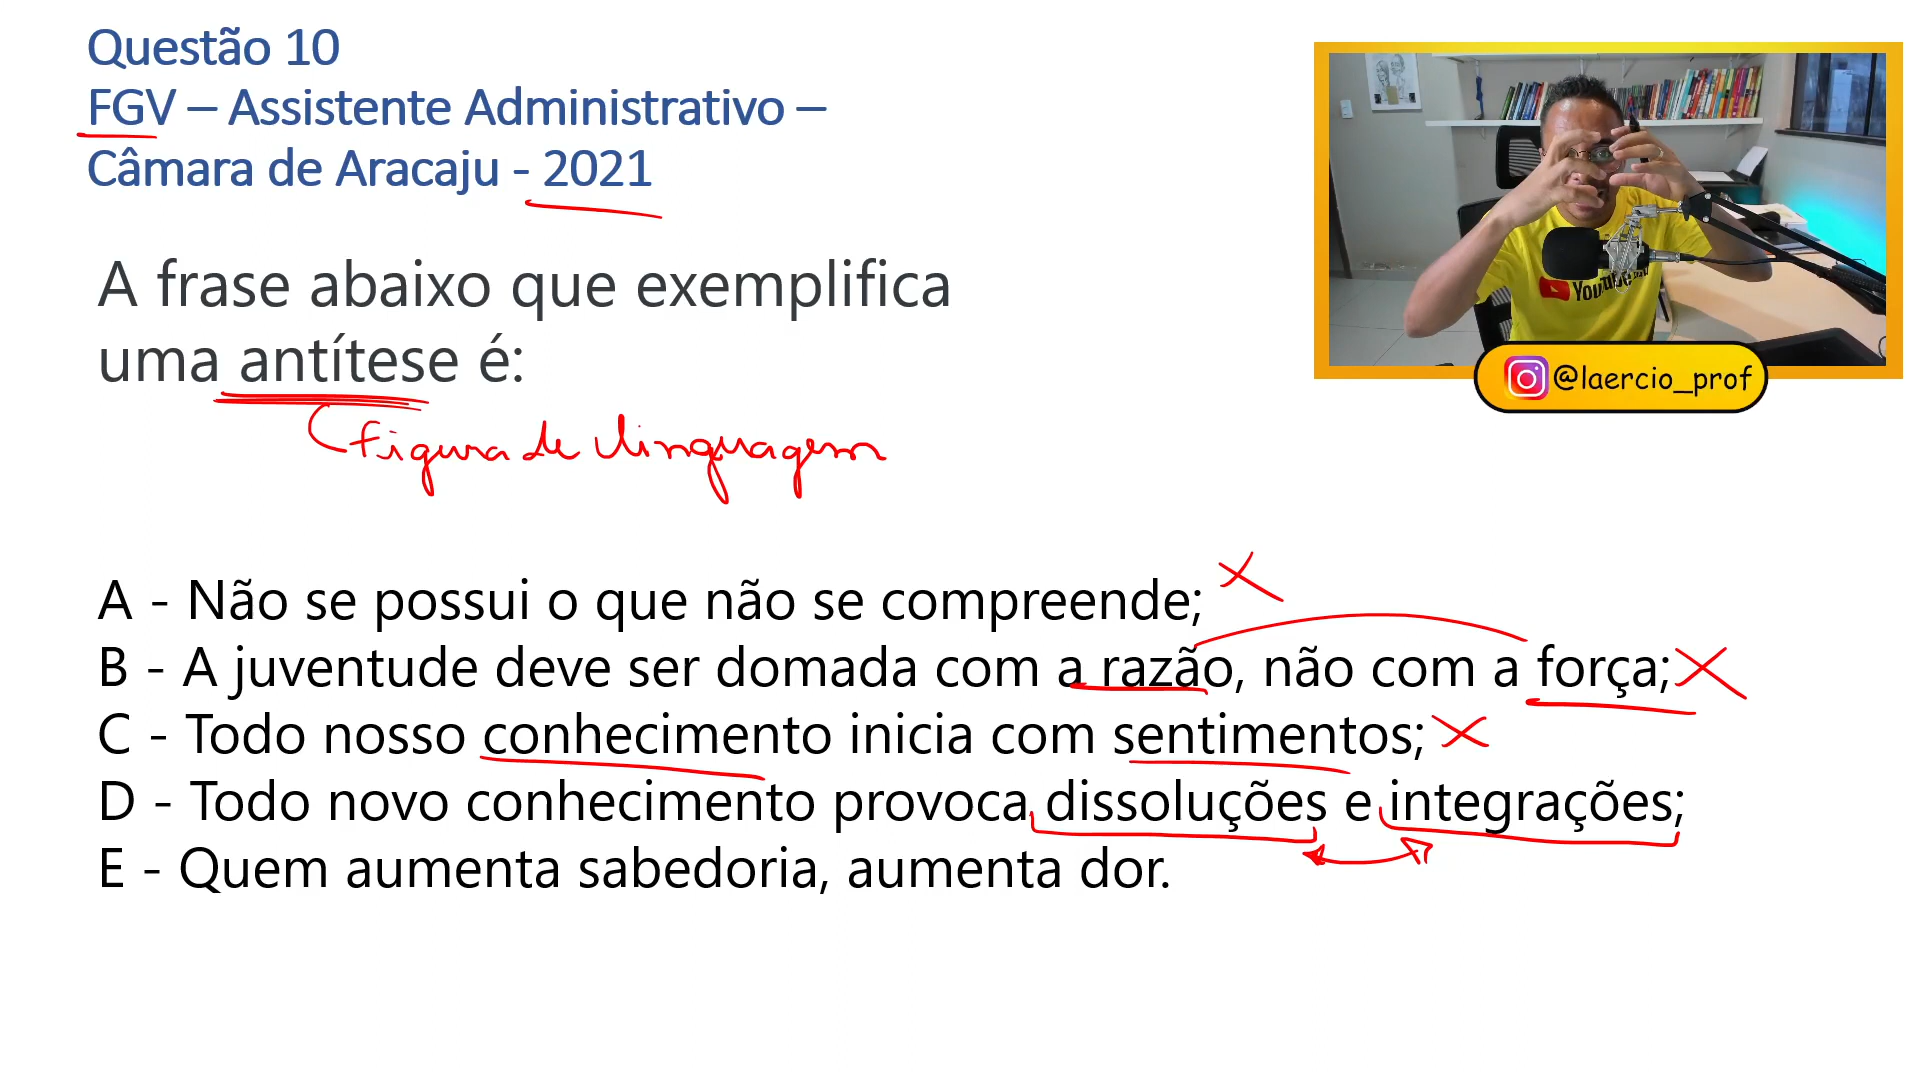 Questão 10
FGV – Assistente Administrativo –
Câmara de Aracaju - 2021
A frase abaixo que exemplifica
uma antítese é:
Figura de linguagem
A - Não se possui o que não se compreende;
B - A juventude deve ser domada com a razão, não com a força;
C - Todo nosso conhecimento inicia com sentimentos;
D - Todo novo conhecimento provoca dissoluções e integrações;
E - Quem aumenta sabedoria, aumenta dor.
YouTube
@laercio_prof